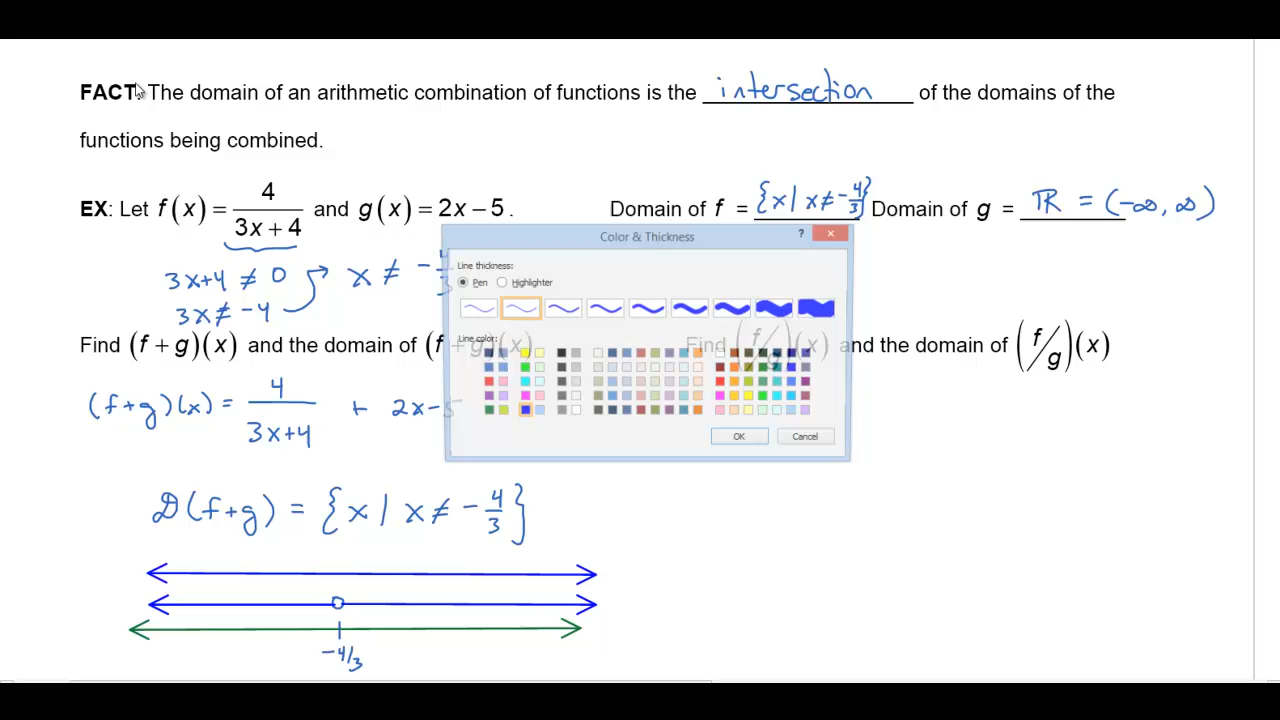 FACT: The domain of an arithmetic combination of functions is the intersection of the domains of the
functions being combined.
EX: Let f(x) = 4/(3x + 4) and g(x) = 2x − 5. Domain of f = {x | x ≠ −4/3} Domain of g = ℝ = (−∞, ∞)
3x+4 ≠ 0 x ≠ −4/3
3x ≠ −4
Color & Thickness ?
Line thickness:
Pen Highlighter
Line color:
OK Cancel
Find (f + g)(x) and the domain of (f + g)(x) Find (f/g)(x) and the domain of (f/g)(x)
(f+g)(x) = 4/(3x+4) + 2x−5
D(f+g) = {x | x ≠ −4/3}
−4/3